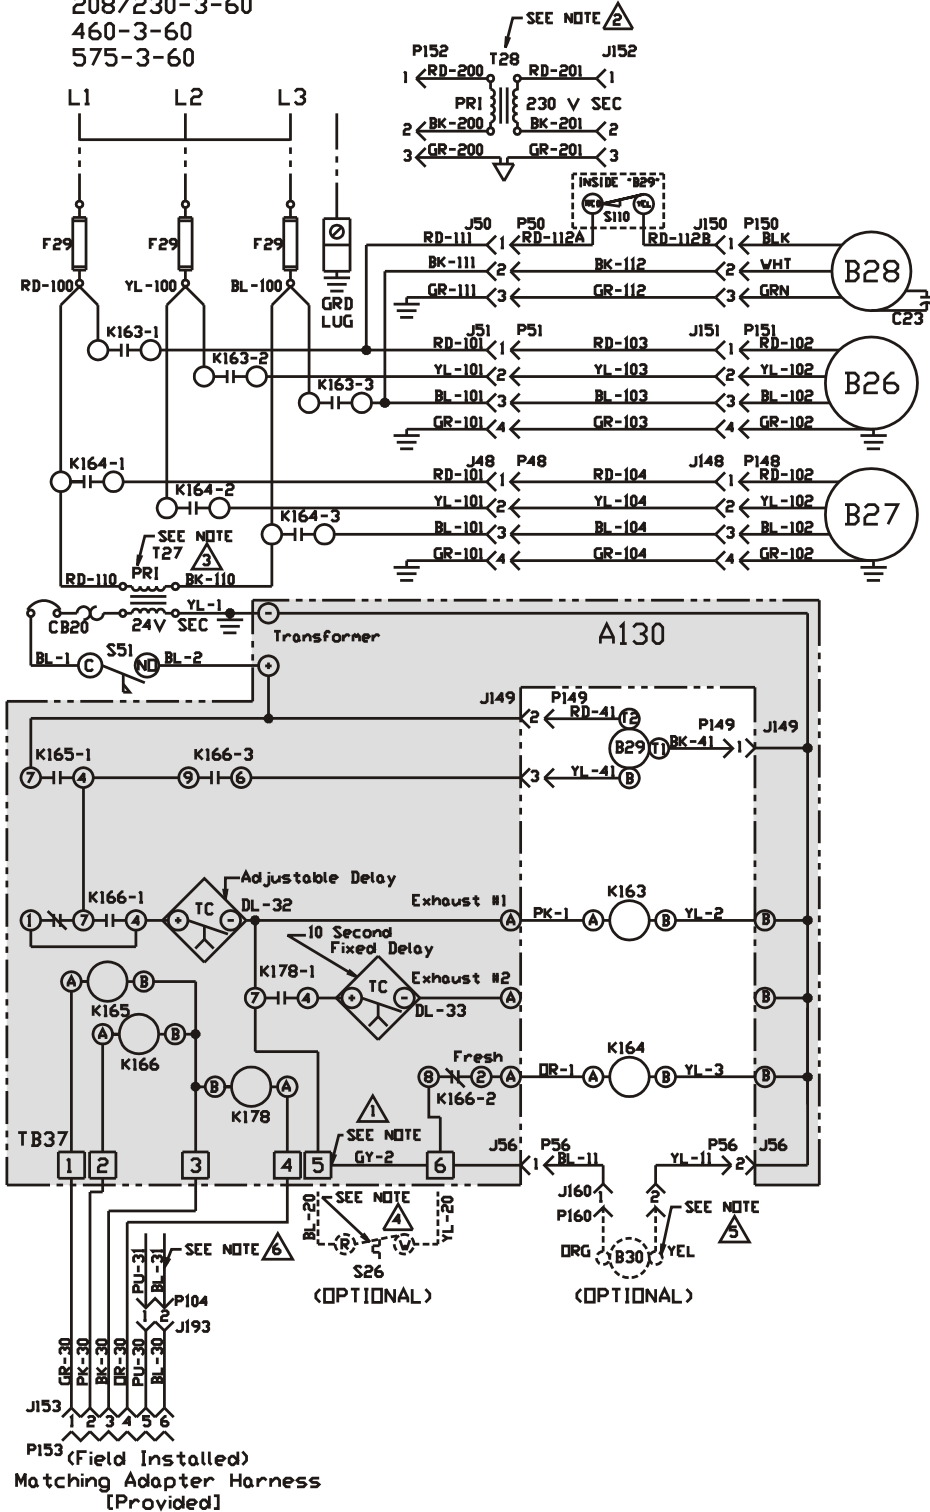 208/230-3-60
460-3-60
575-3-60
SEE NOTE 2
P152 T28 J152
1 RD-200 RD-201 1
PRI 230 V SEC
2 BK-200 BK-201 2
3 GR-200 GR-201 3
L1 L2 L3
INSIDE "B29"
RED S110 YEL
F29 F29 F29
J50 P50 J150 P150
RD-111 1 RD-112A RD-112B 1 BLK
BK-111 2 BK-112 2 WHT
GR-111 3 GR-112 3 GRN
B28
C23
RD-100 YL-100 BL-100
GRD
LUG
K163-1
K163-2
K163-3
J51 P51 J151 P151
RD-101 1 RD-103 1 RD-102
YL-101 2 YL-103 2 YL-102
BL-101 3 BL-103 3 BL-102
GR-101 4 GR-103 4 GR-102
B26
K164-1
K164-2
K164-3
J48 P48 J148 P148
RD-101 1 RD-104 1 RD-102
YL-101 2 YL-104 2 YL-102
BL-101 3 BL-104 3 BL-102
GR-101 4 GR-104 4 GR-102
B27
SEE NOTE 3
T27
PRI
RD-110 BK-110
YL-1
CB20 24V SEC
-
Transformer
A130
BL-1 C S51 NO BL-2 +
J149 P149
2 RD-41 T2
B29 T1 BK-41 P149 1 J149
3 YL-41 B
K165-1 K166-3
7 4 9 6
Adjustable Delay
K166-1 TC DL-32
1 7 4 + -
Exhaust #1 A PK-1 A K163 B YL-2 B
10 Second
Fixed Delay
K178-1 TC
7 4 + - DL-33
Exhaust #2 A B
A K165 B
A K166 B
B K178 A
Fresh
8 2 A OR-1 A K164 B YL-3 B
K166-2
1
SEE NOTE
TB37
1 2 3 4 5 GY-2 6
J56 P56 P56 J56
1 BL-11 YL-11 2
J160 1 2
P160
SEE NOTE 5
ORG B30 YEL
(OPTIONAL)
BL-20 SEE NOTE 4 YL-20
R W
S26
(OPTIONAL)
SEE NOTE 6
PU-31 BL-31
P104
1 2
J193
GR-30 PK-30 BK-30 OR-30 PU-30 BL-30
J153
1 2 3 4 5 6
P153 (Field Installed)
Matching Adapter Harness
[Provided]